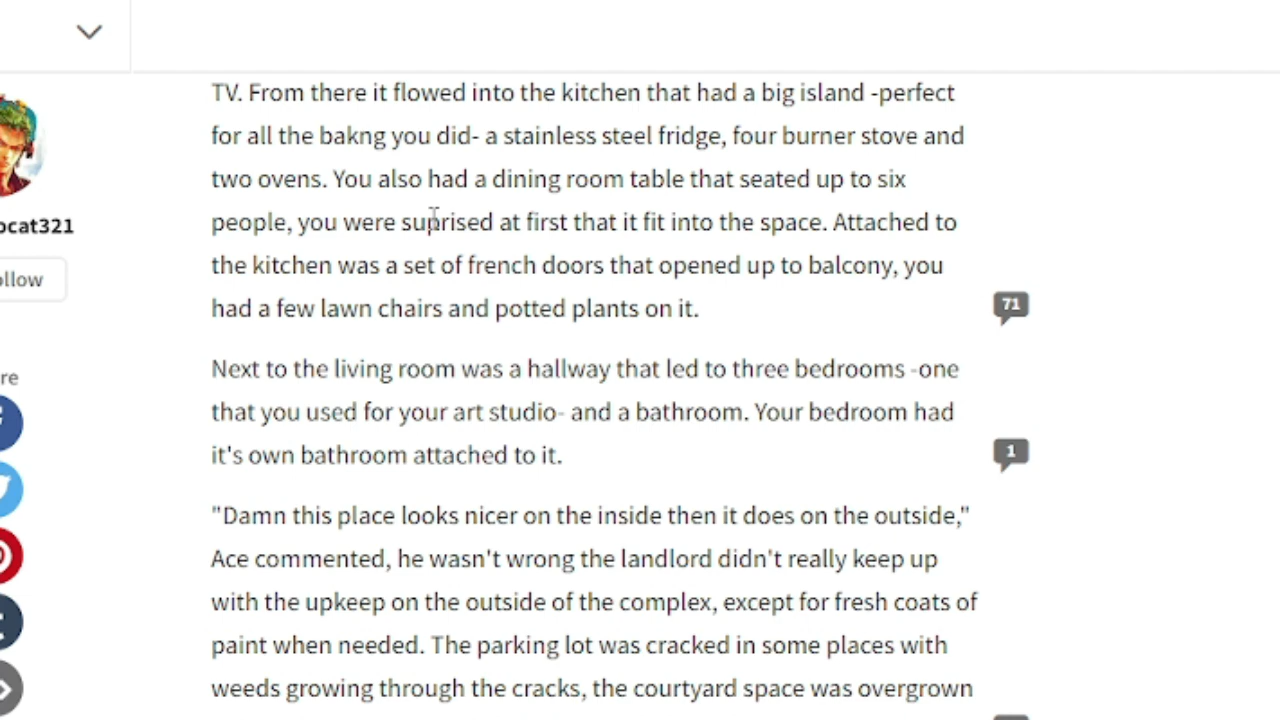 TV. From there it flowed into the kitchen that had a big island -perfect
for all the bakng you did- a stainless steel fridge, four burner stove and
two ovens. You also had a dining room table that seated up to six
people, you were suprised at first that it fit into the space. Attached to
the kitchen was a set of french doors that opened up to balcony, you
had a few lawn chairs and potted plants on it.
71
Next to the living room was a hallway that led to three bedrooms -one
that you used for your art studio- and a bathroom. Your bedroom had
it's own bathroom attached to it.
1
"Damn this place looks nicer on the inside then it does on the outside,"
Ace commented, he wasn't wrong the landlord didn't really keep up
with the upkeep on the outside of the complex, except for fresh coats of
paint when needed. The parking lot was cracked in some places with
weeds growing through the cracks, the courtyard space was overgrown
ocat321
ollow
re